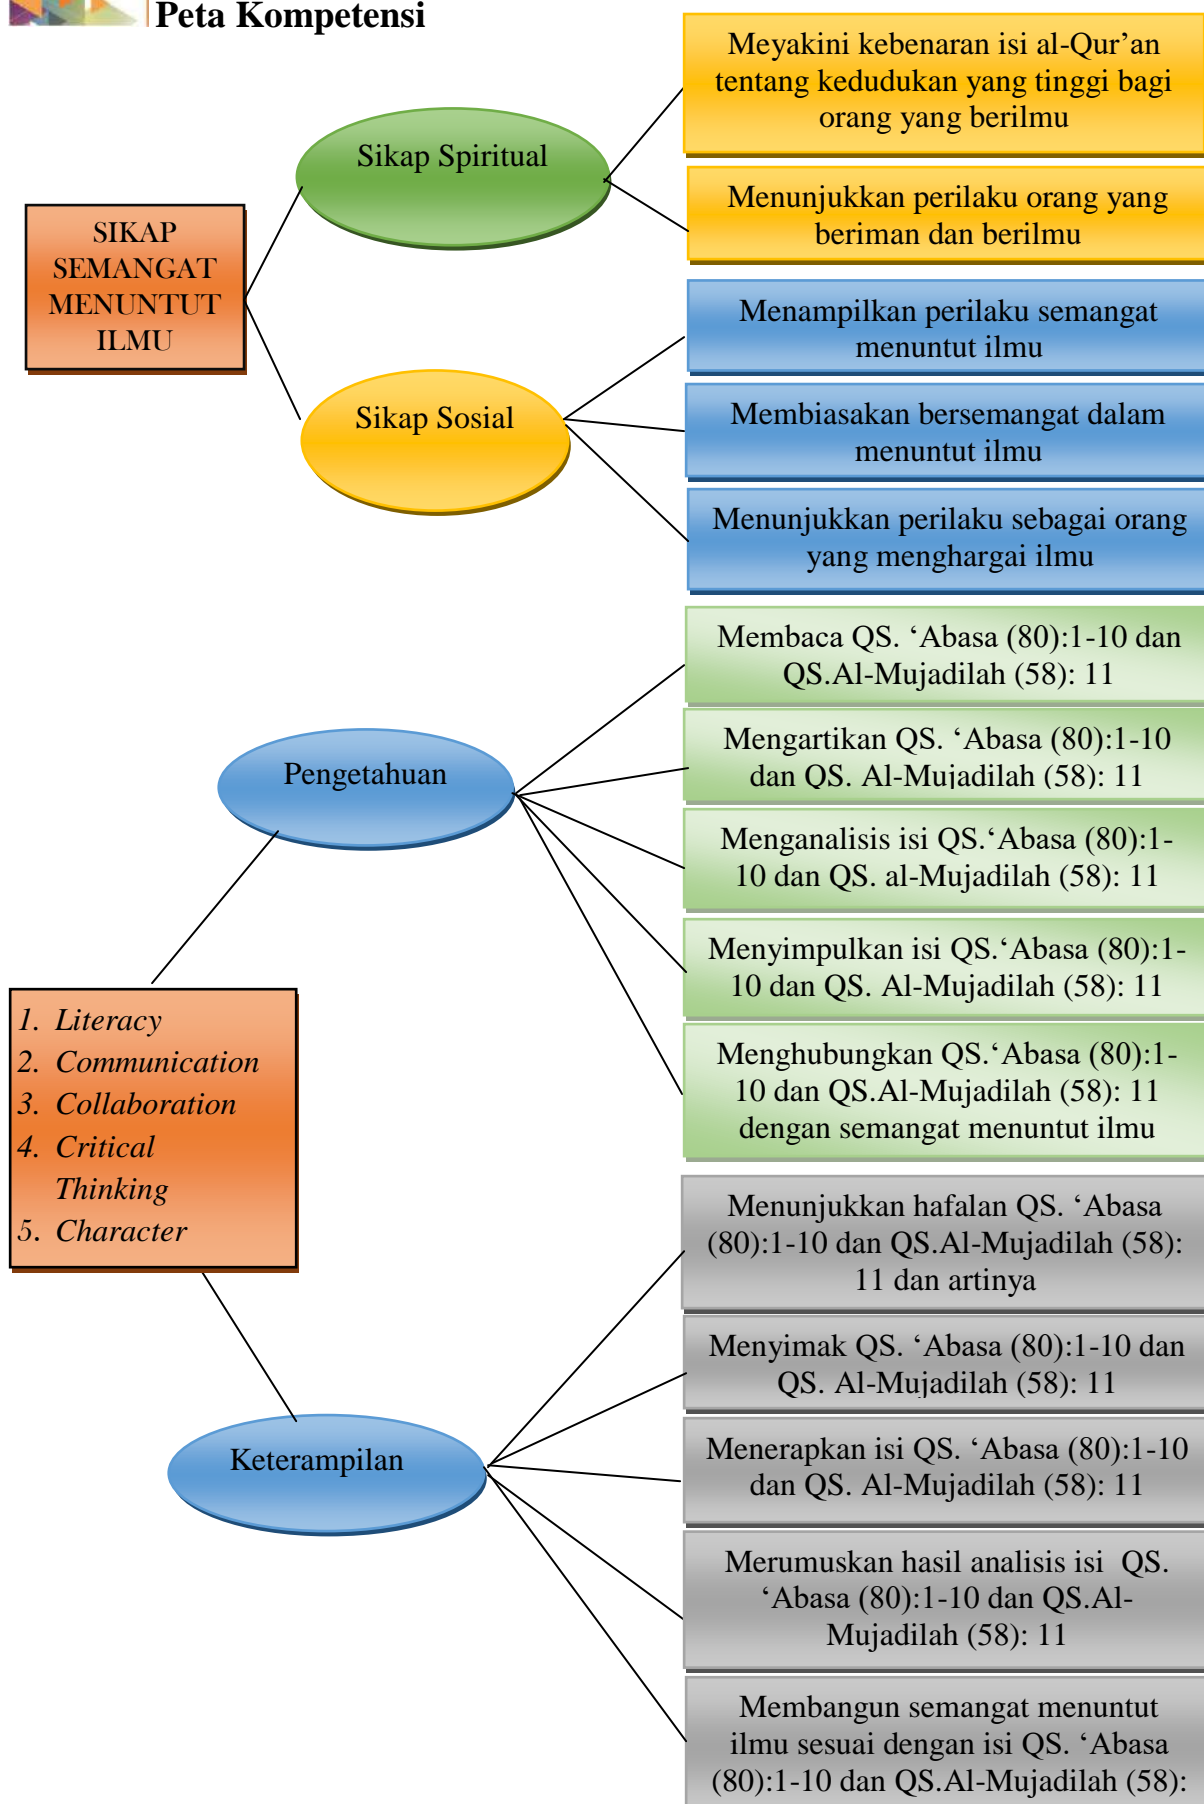 Peta Kompetensi
Meyakini kebenaran isi al-Qur’an
tentang kedudukan yang tinggi bagi
orang yang berilmu
Sikap Spiritual
Menunjukkan perilaku orang yang
beriman dan berilmu
SIKAP
SEMANGAT
MENUNTUT
ILMU
Menampilkan perilaku semangat
menuntut ilmu
Sikap Sosial
Membiasakan bersemangat dalam
menuntut ilmu
Menunjukkan perilaku sebagai orang
yang menghargai ilmu
Membaca QS. ‘Abasa (80):1-10 dan
QS.Al-Mujadilah (58): 11
Pengetahuan
Mengartikan QS. ‘Abasa (80):1-10
dan QS. Al-Mujadilah (58): 11
Menganalisis isi QS.‘Abasa (80):1-
10 dan QS. al-Mujadilah (58): 11
Menyimpulkan isi QS.‘Abasa (80):1-
10 dan QS. Al-Mujadilah (58): 11
Menghubungkan QS.‘Abasa (80):1-
10 dan QS.Al-Mujadilah (58): 11
dengan semangat menuntut ilmu
1. Literacy
2. Communication
3. Collaboration
4. Critical
Thinking
5. Character
Menunjukkan hafalan QS. ‘Abasa
(80):1-10 dan QS.Al-Mujadilah (58):
11 dan artinya
Menyimak QS. ‘Abasa (80):1-10 dan
QS. Al-Mujadilah (58): 11
Keterampilan
Menerapkan isi QS. ‘Abasa (80):1-10
dan QS. Al-Mujadilah (58): 11
Merumuskan hasil analisis isi  QS.
‘Abasa (80):1-10 dan QS.Al-
Mujadilah (58): 11
Membangun semangat menuntut
ilmu sesuai dengan isi QS. ‘Abasa
(80):1-10 dan QS.Al-Mujadilah (58):